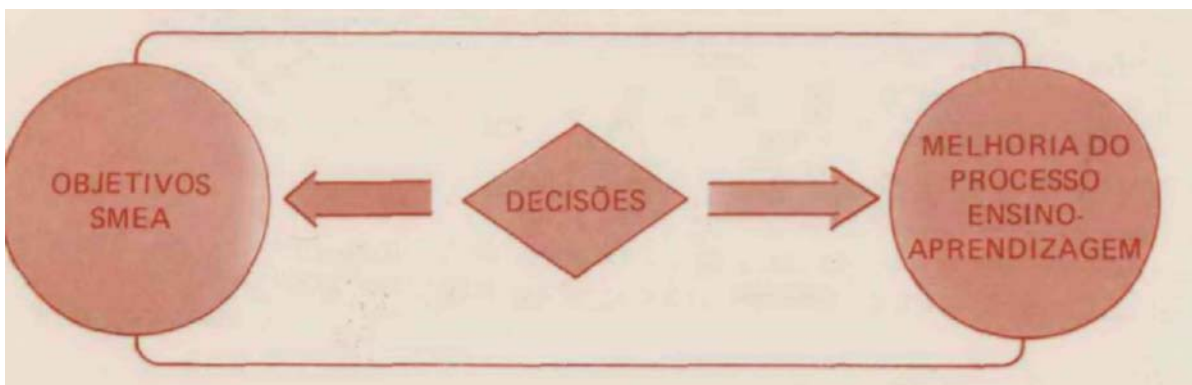 OBJETIVOS
SMEA
DECISÕES
MELHORIA DO
PROCESSO
ENSINO-
APRENDIZAGEM